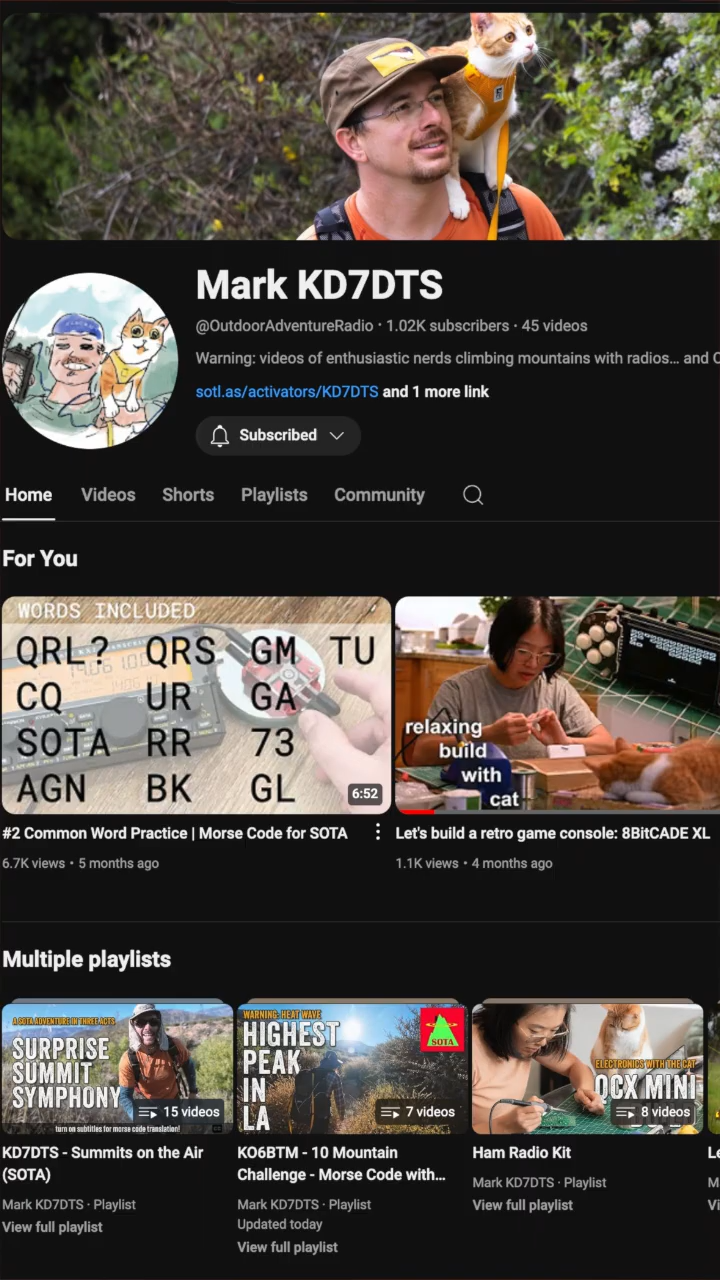 Mark KD7DTS
@OutdoorAdventureRadio · 1.02K subscribers · 45 videos
Warning: videos of enthusiastic nerds climbing mountains with radios... and
sotl.as/activators/KD7DTS and 1 more link
Subscribed
Home Videos Shorts Playlists Community
For You
WORDS INCLUDED
QRL? QRS GM TU
CQ UR GA
SOTA RR 73
AGN BK GL
6:52
relaxing
build
with
cat
#2 Common Word Practice | Morse Code for SOTA
6.7K views · 5 months ago
Let's build a retro game console: 8BitCADE XL
1.1K views · 4 months ago
Multiple playlists
A SOTA ADVENTURE IN THREE ACTS
SURPRISE
SUMMIT
SYMPHONY
15 videos
turn on subtitles for morse code translation!
WARNING: HEAT WAVE
HIGHEST
PEAK
IN
LA
SOTA
7 videos
ELECTRONICS WITH THE CAT
QCX MINI
8 videos
KD7DTS - Summits on the Air
(SOTA)
Mark KD7DTS · Playlist
View full playlist
KO6BTM - 10 Mountain
Challenge - Morse Code with...
Mark KD7DTS · Playlist
Updated today
View full playlist
Ham Radio Kit
Mark KD7DTS · Playlist
View full playlist